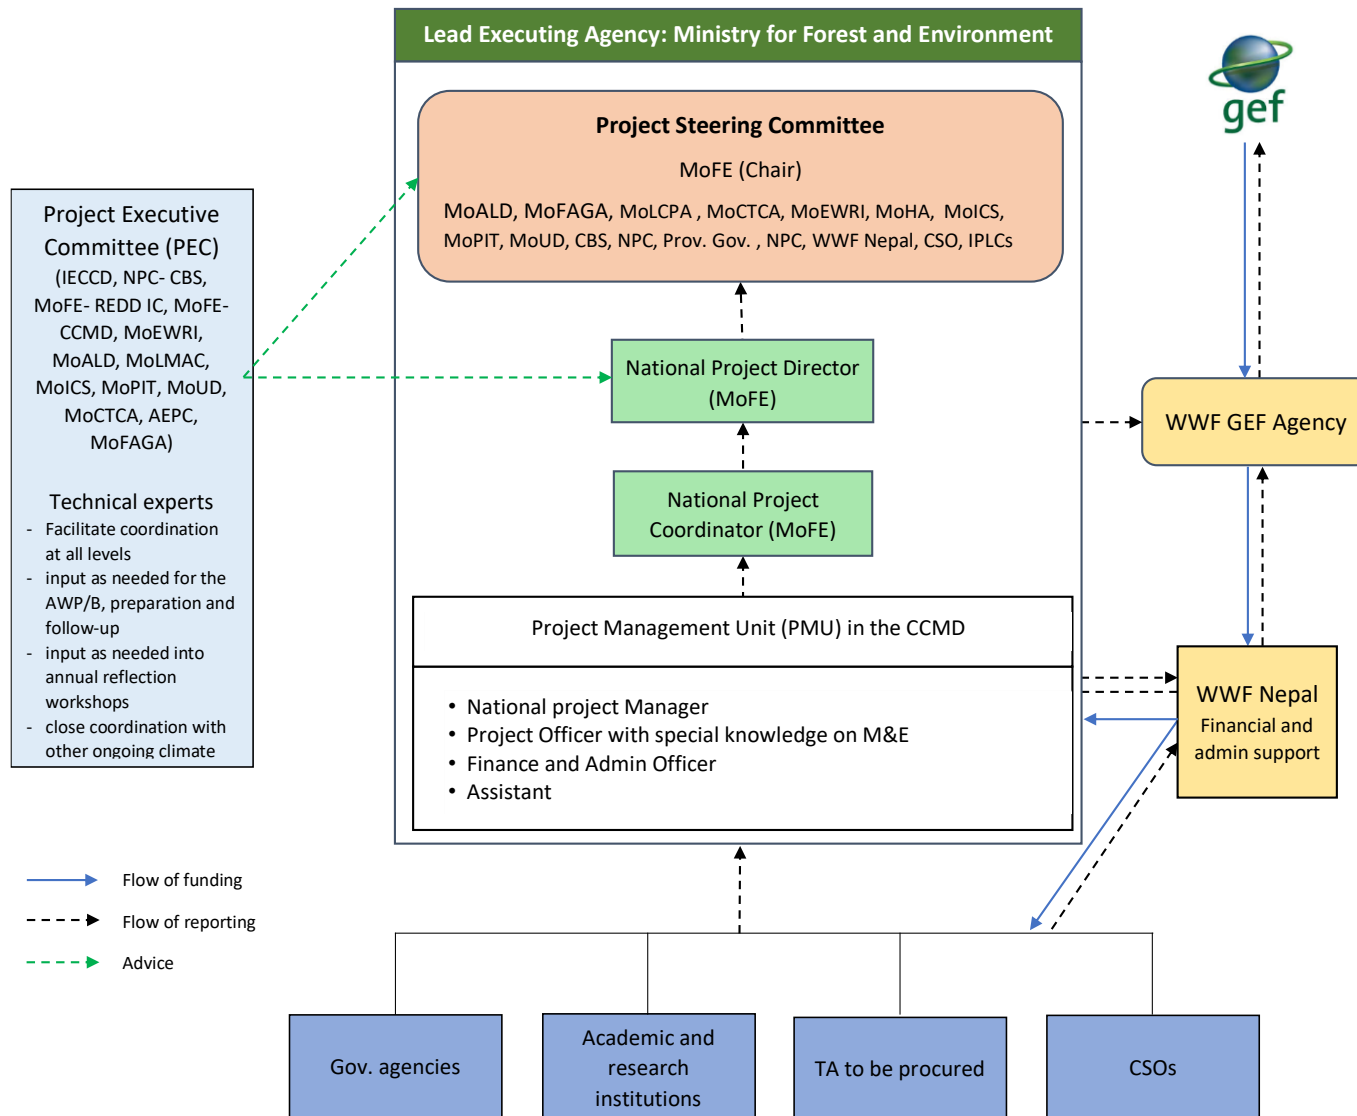 Lead Executing Agency: Ministry for Forest and Environment
gef
Project Steering Committee
MoFE (Chair)
MoALD, MoFAGA, MoLCPA , MoCTCA, MoEWRI, MoHA, MoICS,
MoPIT, MoUD, CBS, NPC, Prov. Gov. , NPC, WWF Nepal, CSO, IPLCs
Project Executive
Committee (PEC)
(IECCD, NPC- CBS,
MoFE- REDD IC, MoFE-
CCMD, MoEWRI,
MoALD, MoLMAC,
MoICS, MoPIT, MoUD,
MoCTCA, AEPC,
MoFAGA)
Technical experts
- Facilitate coordination
at all levels
- input as needed for the
AWP/B, preparation and
follow-up
- input as needed into
annual reflection
workshops
- close coordination with
other ongoing climate
National Project Director
(MoFE)
WWF GEF Agency
National Project
Coordinator (MoFE)
Project Management Unit (PMU) in the CCMD
• National project Manager
• Project Officer with special knowledge on M&E
• Finance and Admin Officer
• Assistant
WWF Nepal
Financial and
admin support
Flow of funding
Flow of reporting
Advice
Gov. agencies
Academic and
research
institutions
TA to be procured
CSOs